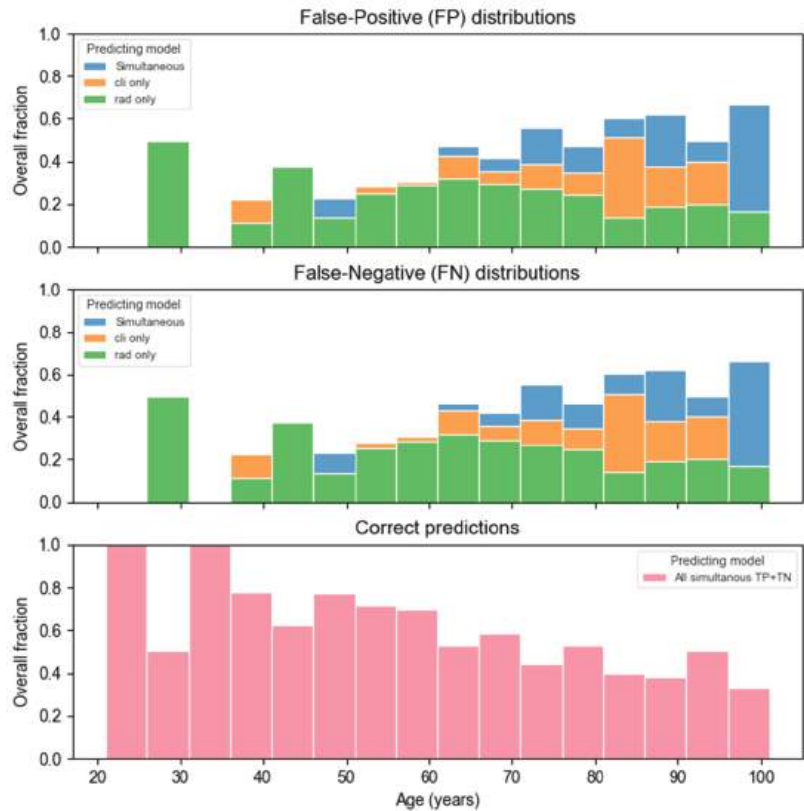 False-Positive (FP) distributions
Overall fraction
1.0
0.8
0.6
0.4
0.2
0.0
Predicting model
Simultaneous
cli only
rad only
False-Negative (FN) distributions
Overall fraction
1.0
0.8
0.6
0.4
0.2
0.0
Predicting model
Simultaneous
cli only
rad only
Correct predictions
Overall fraction
1.0
0.8
0.6
0.4
0.2
0.0
Predicting model
All simultanous TP+TN
20 30 40 50 60 70 80 90 100
Age (years)